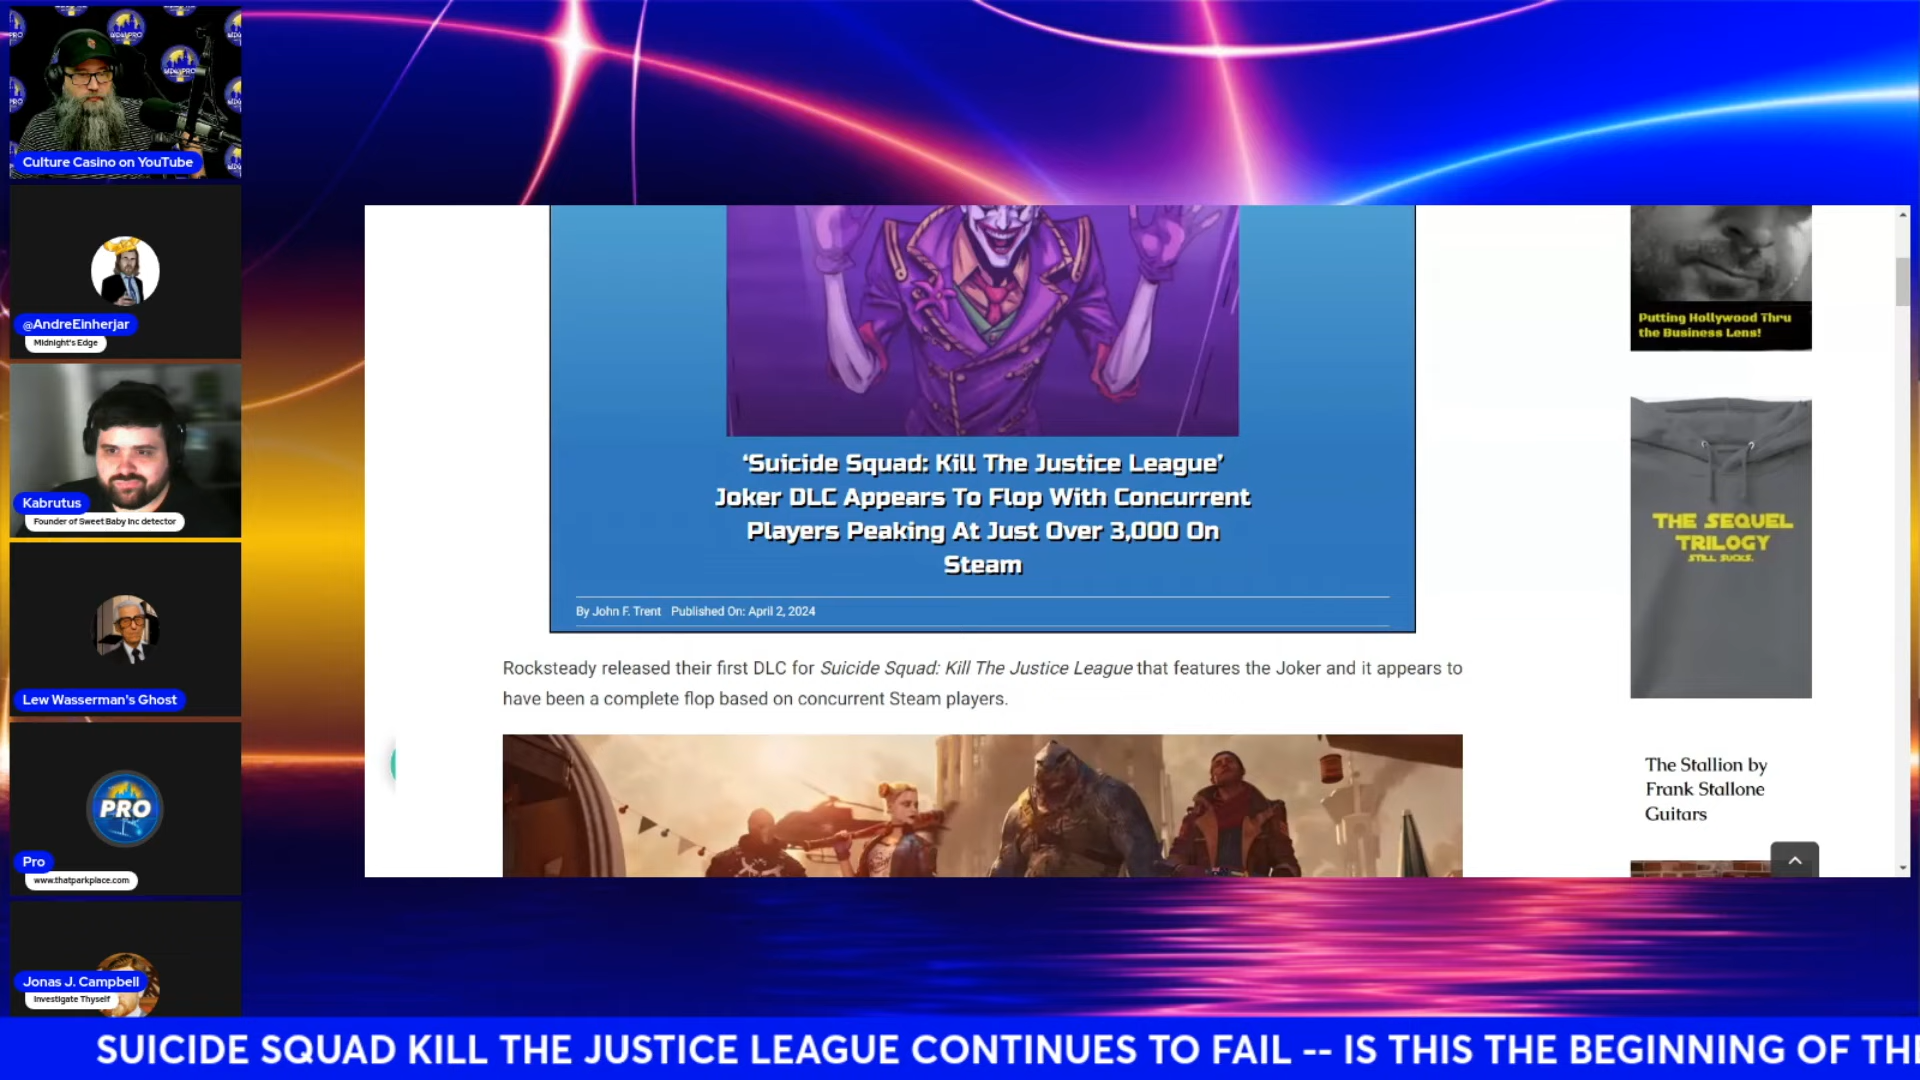 WDWPRO
Culture Casino on YouTube
@AndreEinherjar
Midnight's Edge
Kabrutus
Founder of Sweet Baby Inc detector
Lew Wasserman's Ghost
PRO
Pro
www.thatparkplace.com
Jonas J. Campbell
Investigate Thyself
‘Suicide Squad: Kill The Justice League’
Joker DLC Appears To Flop With Concurrent
Players Peaking At Just Over 3,000 On
Steam
By John F. Trent Published On: April 2, 2024
Rocksteady released their first DLC for Suicide Squad: Kill The Justice League that features the Joker and it appears to
have been a complete flop based on concurrent Steam players.
Putting Hollywood Thru
the Business Lens!
THE SEQUEL
TRILOGY
STILL SUCKS.
The Stallion by
Frank Stallone
Guitars
SUICIDE SQUAD KILL THE JUSTICE LEAGUE CONTINUES TO FAIL -- IS THIS THE BEGINNING OF THE